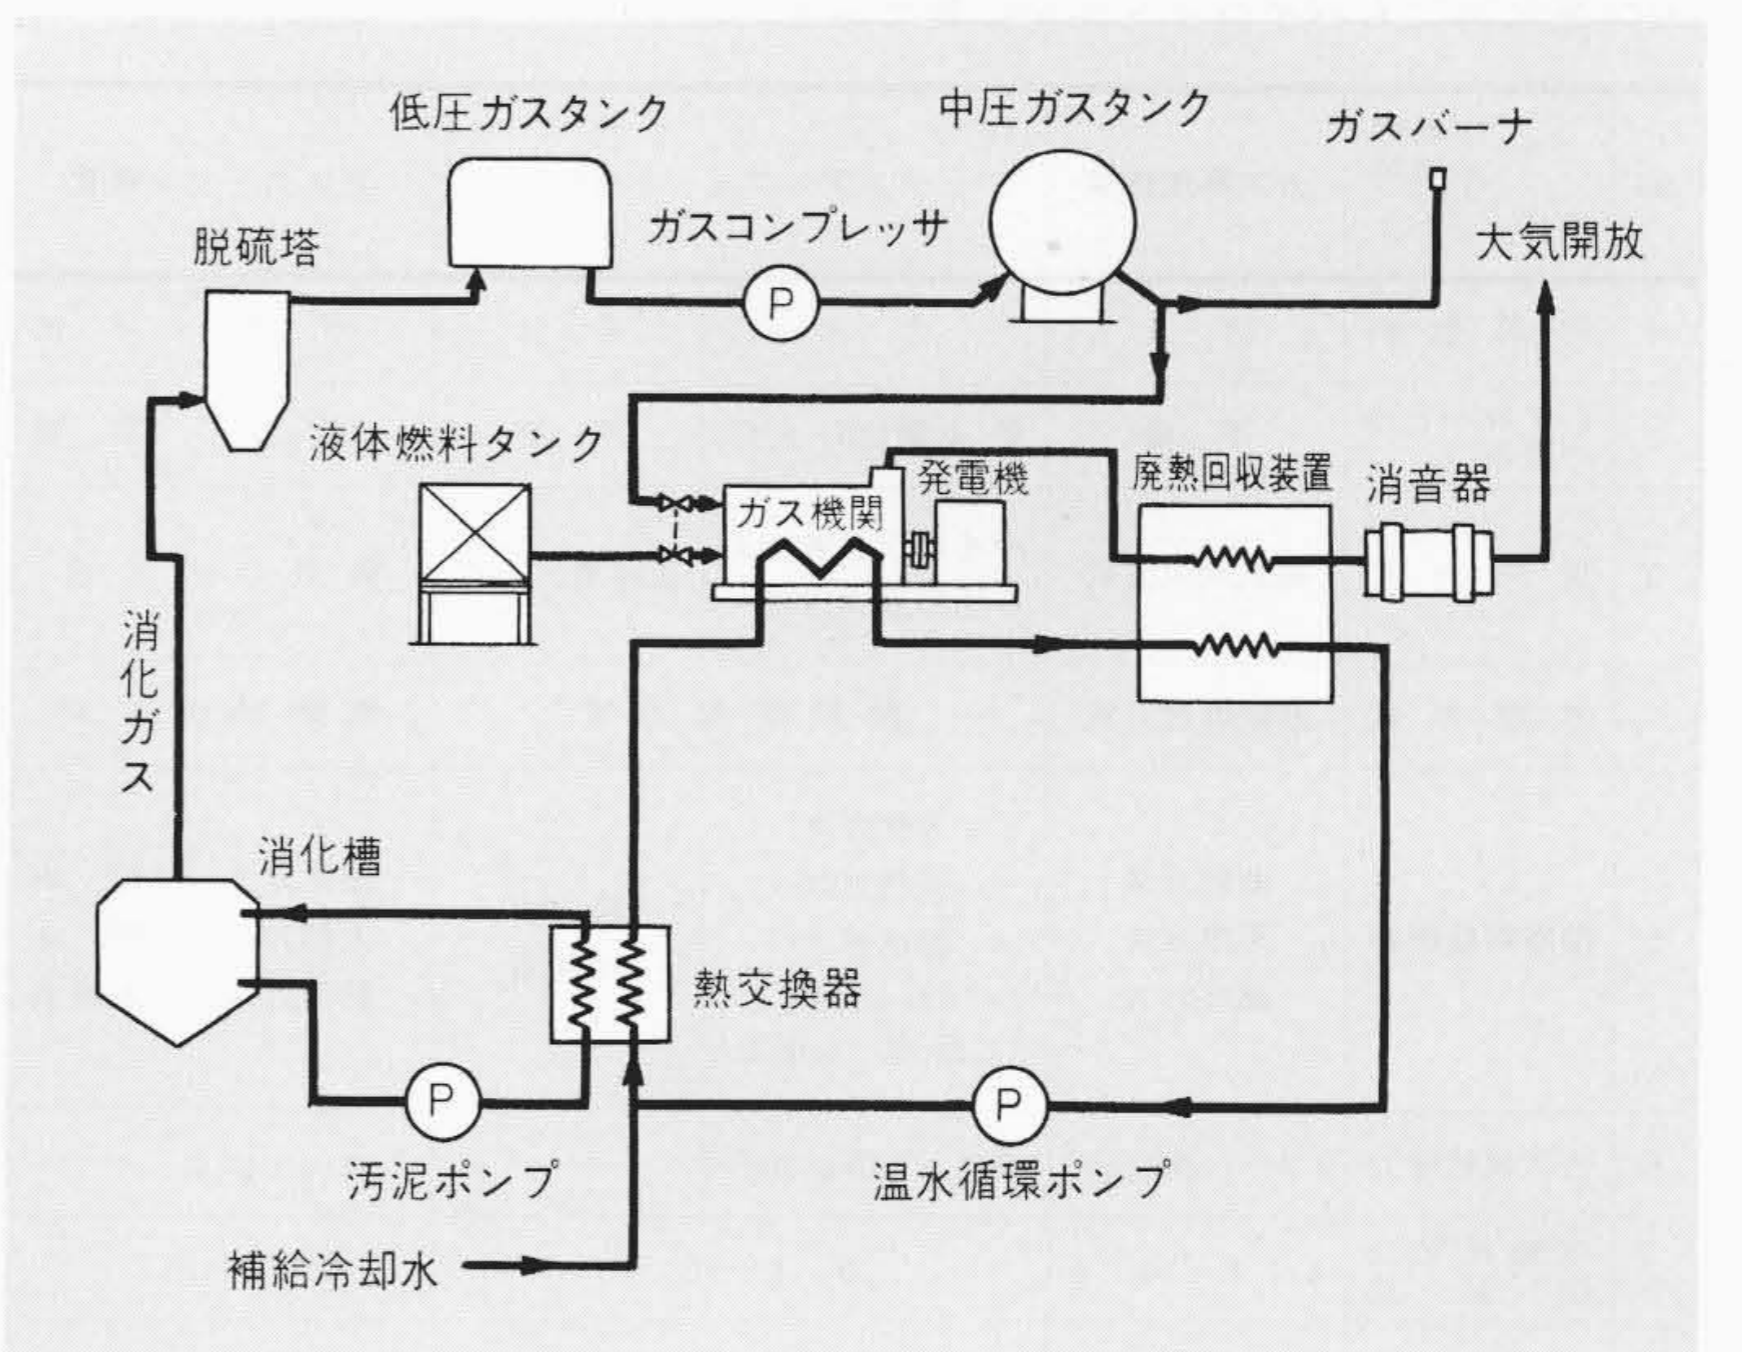 低圧ガスタンク
中圧ガスタンク
ガスバーナ
脱硫塔
ガスコンプレッサ
大気開放
P
液体燃料タンク
ガス機関
発電機
廃熱回収装置
消音器
消化ガス
消化槽
熱交換器
P
P
汚泥ポンプ
温水循環ポンプ
補給冷却水